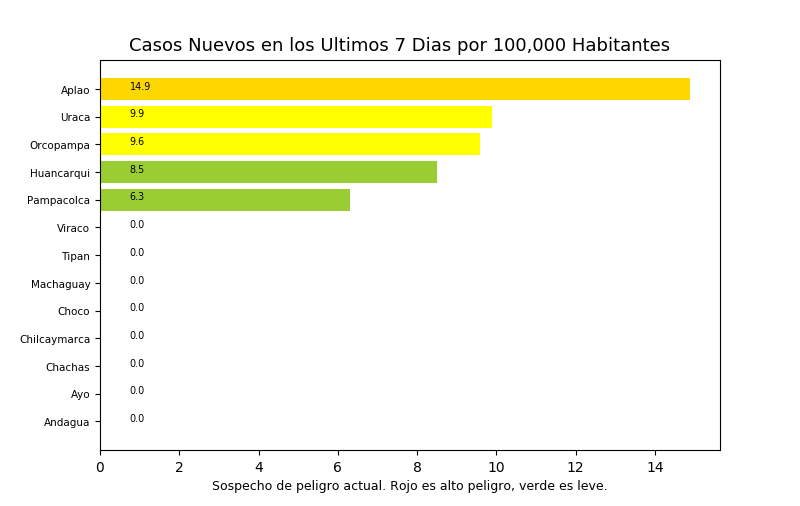 Casos Nuevos en los Ultimos 7 Dias por 100,000 Habitantes
Aplao 14.9
Uraca 9.9
Orcopampa 9.6
Huancarqui 8.5
Pampacolca 6.3
Viraco 0.0
Tipan 0.0
Machaguay 0.0
Choco 0.0
Chilcaymarca 0.0
Chachas 0.0
Ayo 0.0
Andagua 0.0
0 2 4 6 8 10 12 14
Sospecho de peligro actual. Rojo es alto peligro, verde es leve.